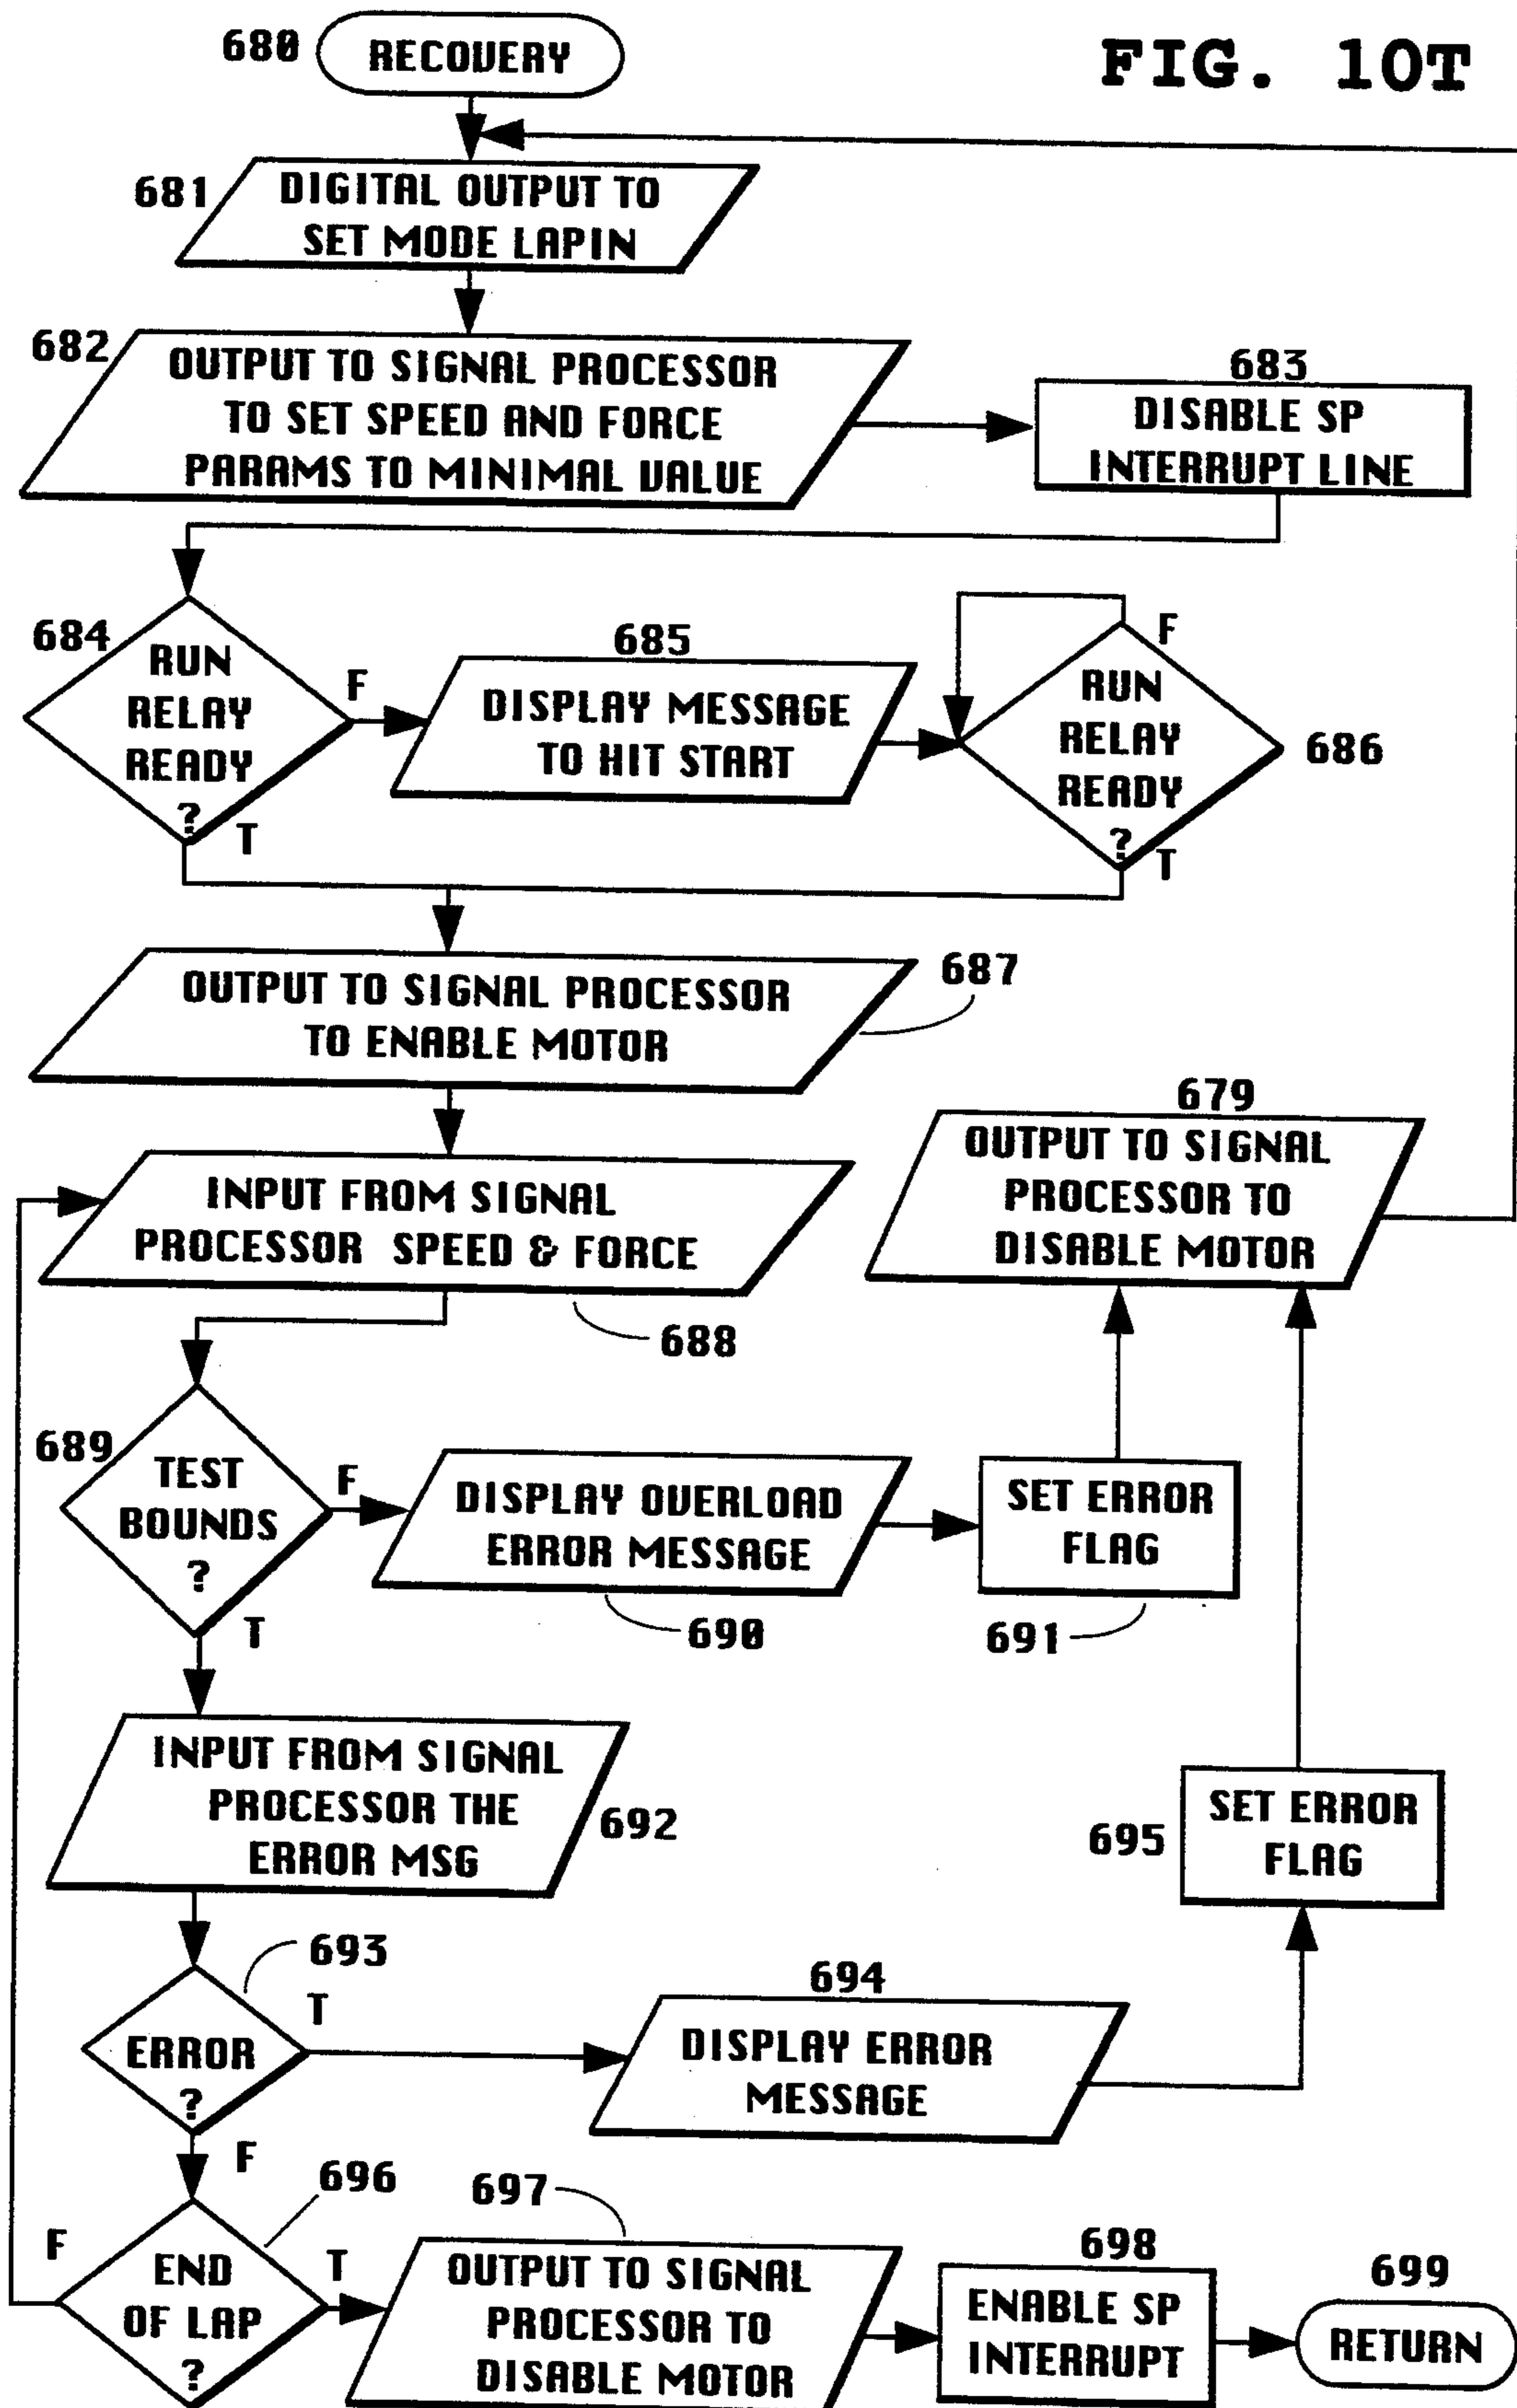 FIG. 10T
680
RECOVERY
681
DIGITAL OUTPUT TO
SET MODE LAPIN
682
OUTPUT TO SIGNAL PROCESSOR
TO SET SPEED AND FORCE
PARAMS TO MINIMAL VALUE
683
DISABLE SP
INTERRUPT LINE
684
RUN
RELAY
READY
?
F
T
685
DISPLAY MESSAGE
TO HIT START
F
RUN
RELAY
READY
?
T
686
OUTPUT TO SIGNAL PROCESSOR
TO ENABLE MOTOR
687
INPUT FROM SIGNAL
PROCESSOR SPEED & FORCE
688
679
OUTPUT TO SIGNAL
PROCESSOR TO
DISABLE MOTOR
689
TEST
BOUNDS
?
F
T
DISPLAY OVERLOAD
ERROR MESSAGE
690
SET ERROR
FLAG
691
INPUT FROM SIGNAL
PROCESSOR THE
ERROR MSG
692
695
SET ERROR
FLAG
693
T
ERROR
?
F
694
DISPLAY ERROR
MESSAGE
696
F
END
OF LAP
?
T
697
OUTPUT TO SIGNAL
PROCESSOR TO
DISABLE MOTOR
698
ENABLE SP
INTERRUPT
699
RETURN